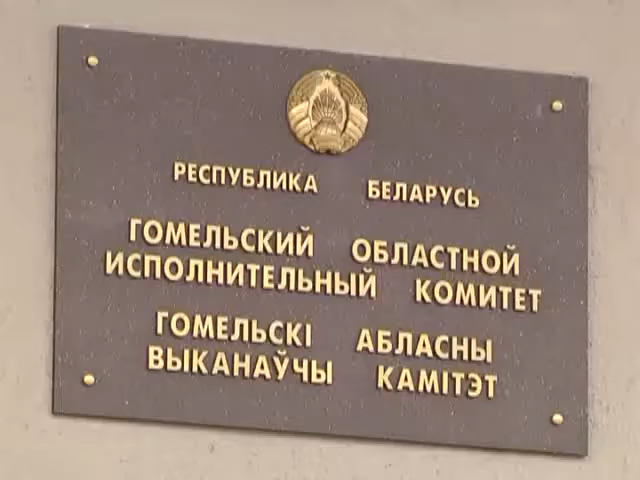 РЕСПУБЛИКА БЕЛАРУСЬ
ГОМЕЛЬСКИЙ ОБЛАСТНОЙ
ИСПОЛНИТЕЛЬНЫЙ КОМИТЕТ
ГОМЕЛЬСКІ АБЛАСНЫ
ВЫКАНАЎЧЫ КАМІТЭТ